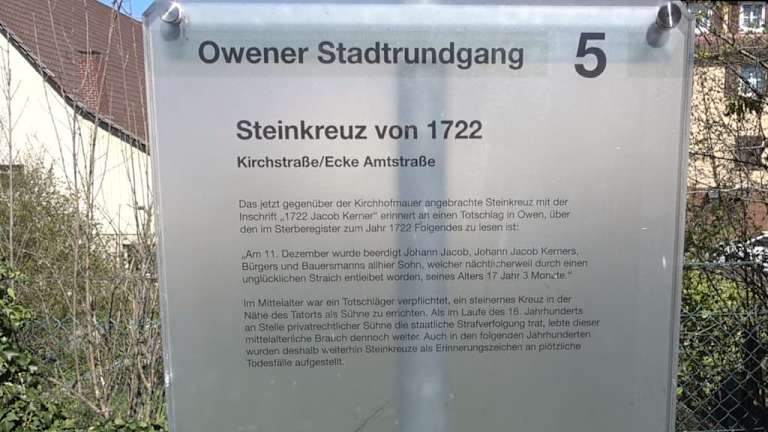 Owener Stadtrundgang 5
Steinkreuz von 1722
Kirchstraße/Ecke Amtstraße
Das jetzt gegenüber der Kirchhofmauer angebrachte Steinkreuz mit der
Inschrift „1722 Jacob Kerner" erinnert an einen Totschlag in Owen, über
den im Sterberegister zum Jahr 1722 Folgendes zu lesen ist:
„Am 11. Dezember wurde beerdigt Johann Jacob, Johann Jacob Kerners,
Bürgers und Bauersmanns allhier Sohn, welcher nächtlicherweil durch einen
unglücklichen Straich entleibet worden, seines Alters 17 Jahr 3 Monate."
Im Mittelalter war ein Totschläger verpflichtet, ein steinernes Kreuz in der
Nähe des Tatorts als Sühne zu errichten. Als im Laufe des 16. Jahrhunderts
an Stelle privatrechtlicher Sühne die staatliche Strafverfolgung trat, lebte dieser
mittelalterliche Brauch dennoch weiter. Auch in den folgenden Jahrhunderten
wurden deshalb weiterhin Steinkreuze als Erinnerungszeichen an plötzliche
Todesfälle aufgestellt.